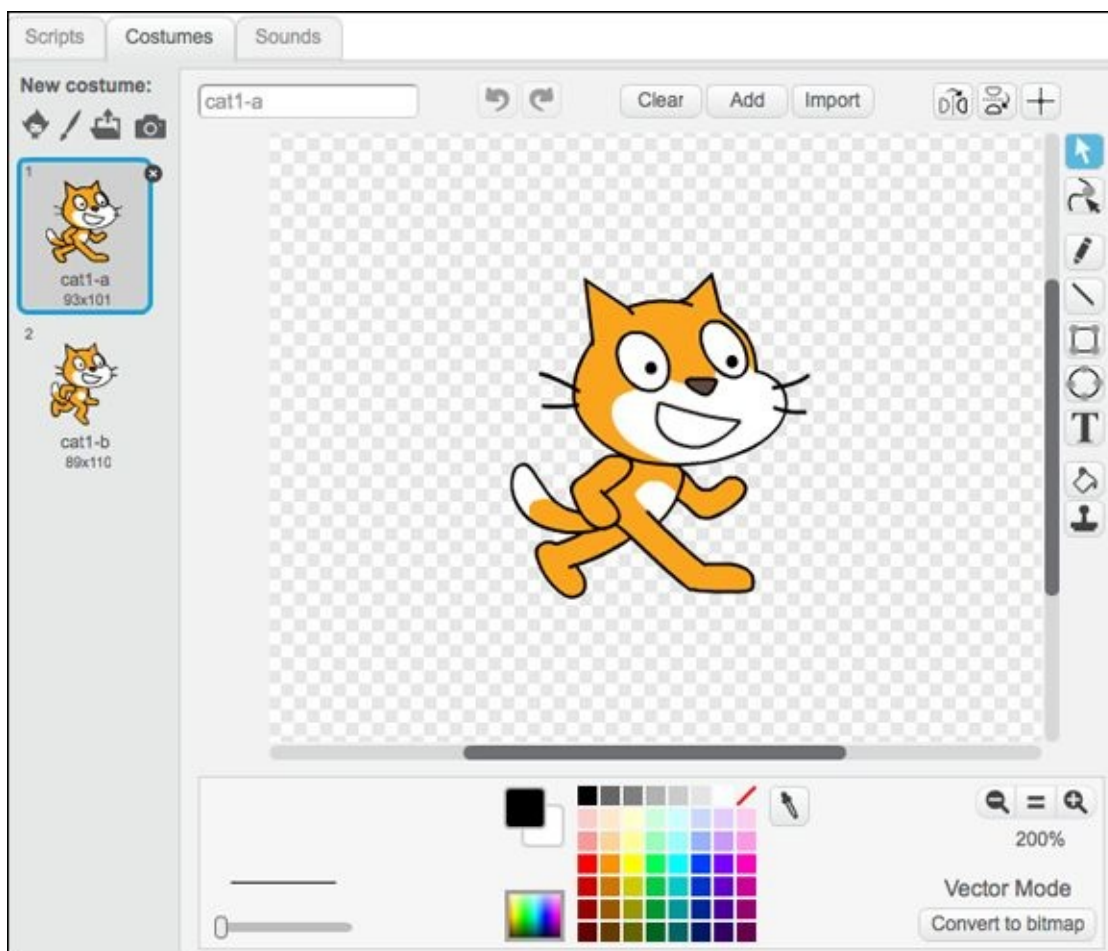 Scripts Costumes Sounds
New costume:
cat1-a
Clear Add Import
1
cat1-a
93x101
2
cat1-b
89x110
T
200%
Vector Mode
Convert to bitmap